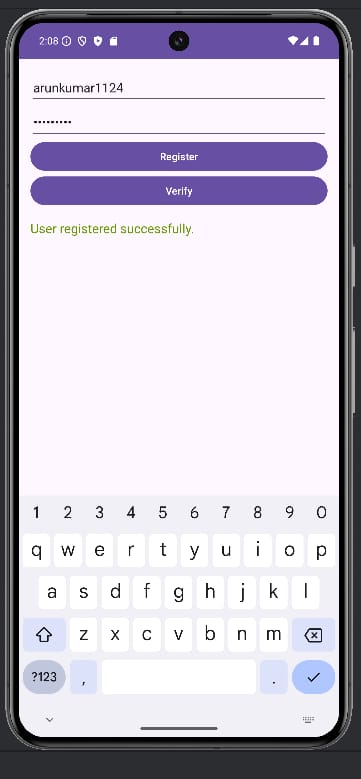 2:08
arunkumar1124
•••••••••
Register
Verify
User registered successfully.
1 2 3 4 5 6 7 8 9 0
q w e r t y u i o p
a s d f g h j k l
z x c v b n m
?123 , .